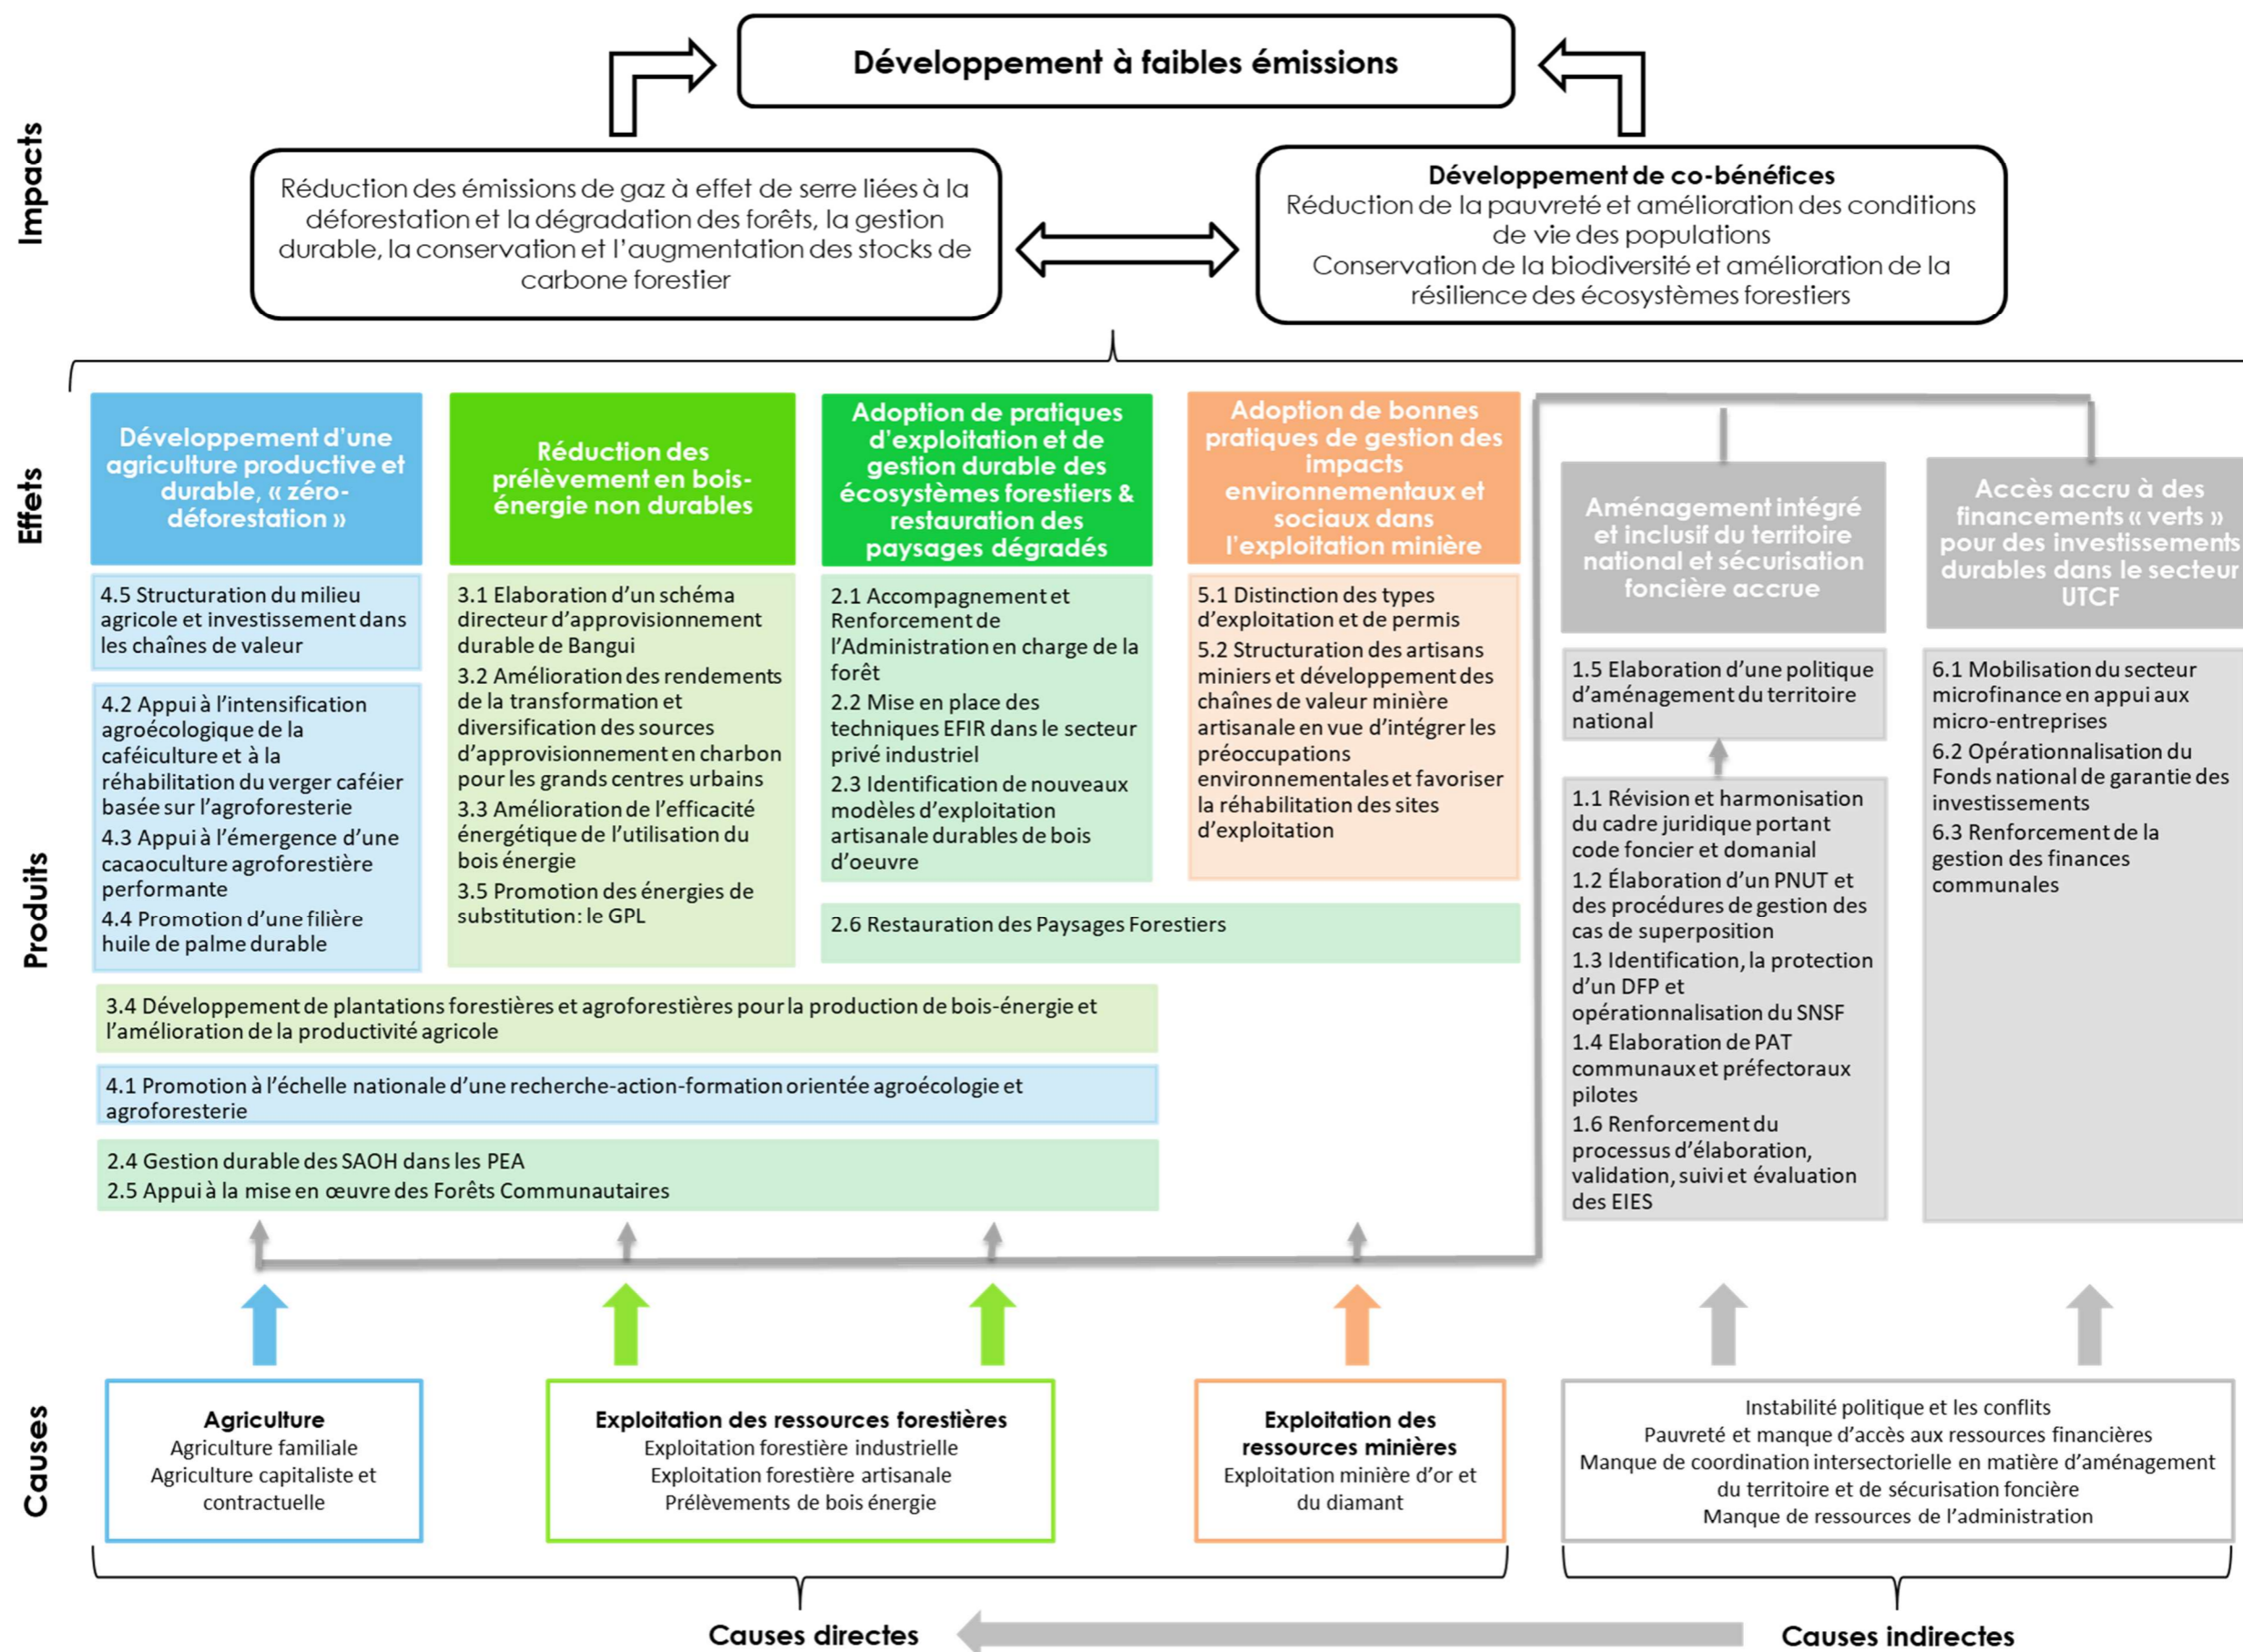 Développement à faibles émissions
Impacts
Réduction des émissions de gaz à effet de serre liées à la
déforestation et la dégradation des forêts, la gestion
durable, la conservation et l'augmentation des stocks de
carbone forestier
Développement de co-bénéfices
Réduction de la pauvreté et amélioration des conditions
de vie des populations
Conservation de la biodiversité et amélioration de la
résilience des écosystèmes forestiers
Effets
Développement d'une
agriculture productive et
durable, « zéro-
déforestation »
Réduction des
prélèvement en bois-
énergie non durables
Adoption de pratiques
d'exploitation et de
gestion durable des
écosystèmes forestiers &
restauration des
paysages dégradés
Adoption de bonnes
pratiques de gestion des
impacts
environnementaux et
sociaux dans
l'exploitation minière
Aménagement intégré
et inclusif du territoire
national et sécurisation
foncière accrue
Accès accru à des
financements « verts »
pour des investissements
durables dans le secteur
UTCF
Produits
4.5 Structuration du milieu
agricole et investissement dans
les chaînes de valeur
4.2 Appui à l'intensification
agroécologique de la
caféiculture et à la
réhabilitation du verger caféier
basée sur l'agroforesterie
4.3 Appui à l'émergence d'une
cacaoculture agroforestière
performante
4.4 Promotion d'une filière
huile de palme durable
3.1 Elaboration d'un schéma
directeur d'approvisionnement
durable de Bangui
3.2 Amélioration des rendements
de la transformation et
diversification des sources
d'approvisionnement en charbon
pour les grands centres urbains
3.3 Amélioration de l'efficacité
énergétique de l'utilisation du
bois énergie
3.5 Promotion des énergies de
substitution: le GPL
2.1 Accompagnement et
Renforcement de
l'Administration en charge de la
forêt
2.2 Mise en place des
techniques EFIR dans le secteur
privé industriel
2.3 Identification de nouveaux
modèles d'exploitation
artisanale durables de bois
d'oeuvre
5.1 Distinction des types
d'exploitation et de permis
5.2 Structuration des artisans
miniers et développement des
chaînes de valeur minière
artisanale en vue d'intégrer les
préoccupations
environnementales et favoriser
la réhabilitation des sites
d'exploitation
2.6 Restauration des Paysages Forestiers
3.4 Développement de plantations forestières et agroforestières pour la production de bois-énergie et
l'amélioration de la productivité agricole
4.1 Promotion à l'échelle nationale d'une recherche-action-formation orientée agroécologie et
agroforesterie
2.4 Gestion durable des SAOH dans les PEA
2.5 Appui à la mise en œuvre des Forêts Communautaires
1.5 Elaboration d'une politique
d'aménagement du territoire
national
1.1 Révision et harmonisation
du cadre juridique portant
code foncier et domanial
1.2 Élaboration d'un PNUT et
des procédures de gestion des
cas de superposition
1.3 Identification, la protection
d'un DFP et
opérationnalisation du SNSF
1.4 Elaboration de PAT
communaux et préfectoraux
pilotes
1.6 Renforcement du
processus d'élaboration,
validation, suivi et évaluation
des EIES
6.1 Mobilisation du secteur
microfinance en appui aux
micro-entreprises
6.2 Opérationnalisation du
Fonds national de garantie des
investissements
6.3 Renforcement de la
gestion des finances
communales
Causes
Agriculture
Agriculture familiale
Agriculture capitaliste et
contractuelle
Exploitation des ressources forestières
Exploitation forestière industrielle
Exploitation forestière artisanale
Prélèvements de bois énergie
Exploitation des
ressources minières
Exploitation minière d'or et
du diamant
Instabilité politique et les conflits
Pauvreté et manque d'accès aux ressources financières
Manque de coordination intersectorielle en matière d'aménagement
du territoire et de sécurisation foncière
Manque de ressources de l'administration
Causes directes
Causes indirectes